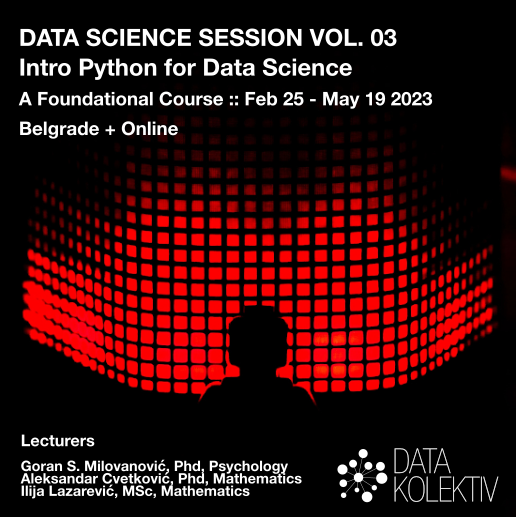 DATA SCIENCE SESSION VOL. 03
Intro Python for Data Science
A Foundational Course :: Feb 25 - May 19 2023
Belgrade + Online
Lecturers
Goran S. Milovanović, Phd, Psychology
Aleksandar Cvetković, Phd, Mathematics
Ilija Lazarević, MSc, Mathematics
DATA
KOLEKTIV